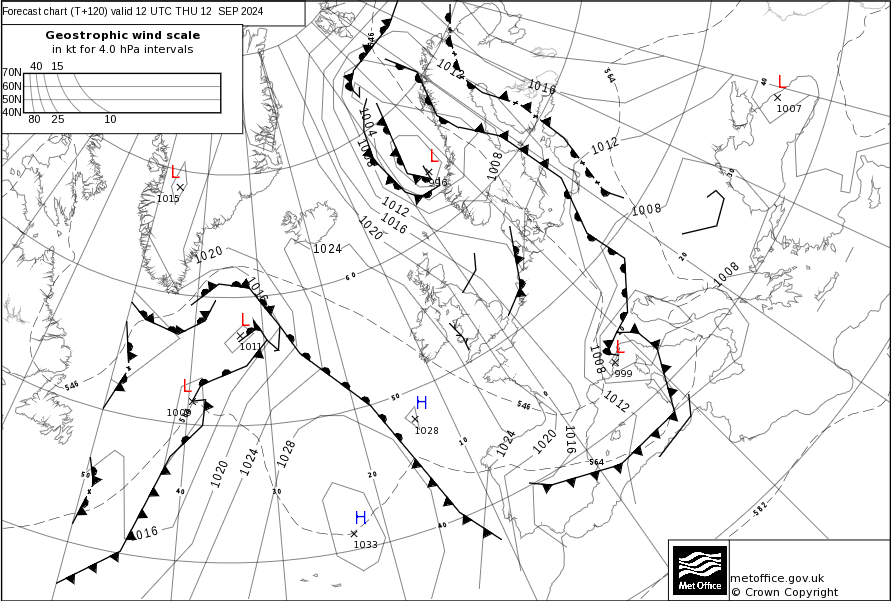 Forecast chart (T+120) valid 12 UTC THU 12 SEP 2024
Geostrophic wind scale
in kt for 4.0 hPa intervals
40 15
70N
60N
50N
40N
80 25 10
546
1012
1016
564
40
L
1007
1004
1008
L
996
1008
1012
L
1015
30
1012
1016
1020
1008
1020
1024
20
1008
60
1016
L
1011
10
L
999
1008
546
L
1009
50
H
1028
546
0
1012
1016
1020
1024
10
564
50
40
1020
1024
1028
30
20
H
1033
40
1016
582
Met Office
metoffice.gov.uk
© Crown Copyright